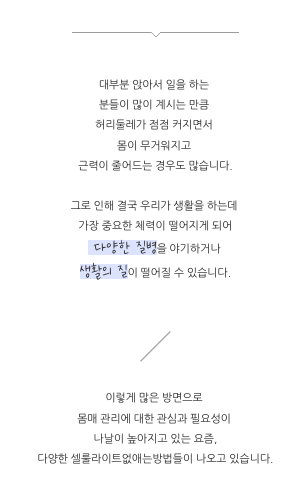 대부분 앉아서 일을 하는
분들이 많이 계시는 만큼
허리둘레가 점점 커지면서
몸이 무거워지고
근력이 줄어드는 경우도 많습니다.
그로 인해 결국 우리가 생활을 하는데
가장 중요한 체력이 떨어지게 되어
다양한 질병을 야기하거나
생활의 질이 떨어질 수 있습니다.
이렇게 많은 방면으로
몸매 관리에 대한 관심과 필요성이
나날이 높아지고 있는 요즘,
다양한 셀룰라이트없애는방법들이 나오고 있습니다.